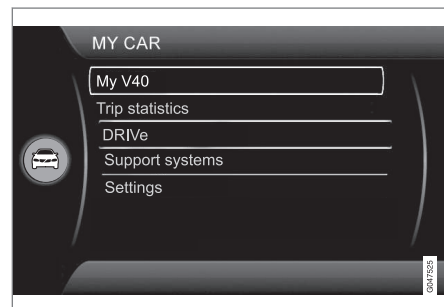 MY CAR
My V40
Trip statistics
DRIVe
Support systems
Settings
G047525